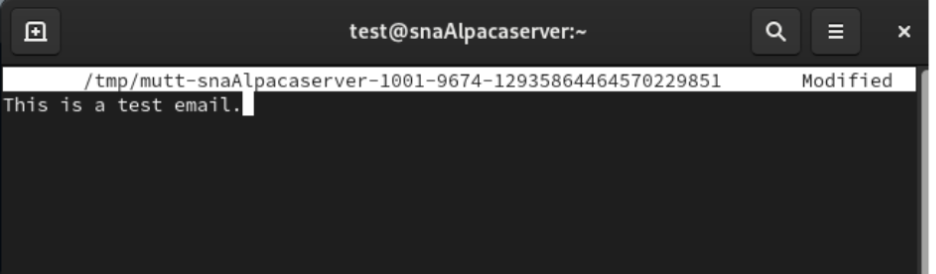 test@snaAlpacaserver:~
/tmp/mutt-snaAlpacaserver-1001-9674-12935864464570229851 Modified
This is a test email.